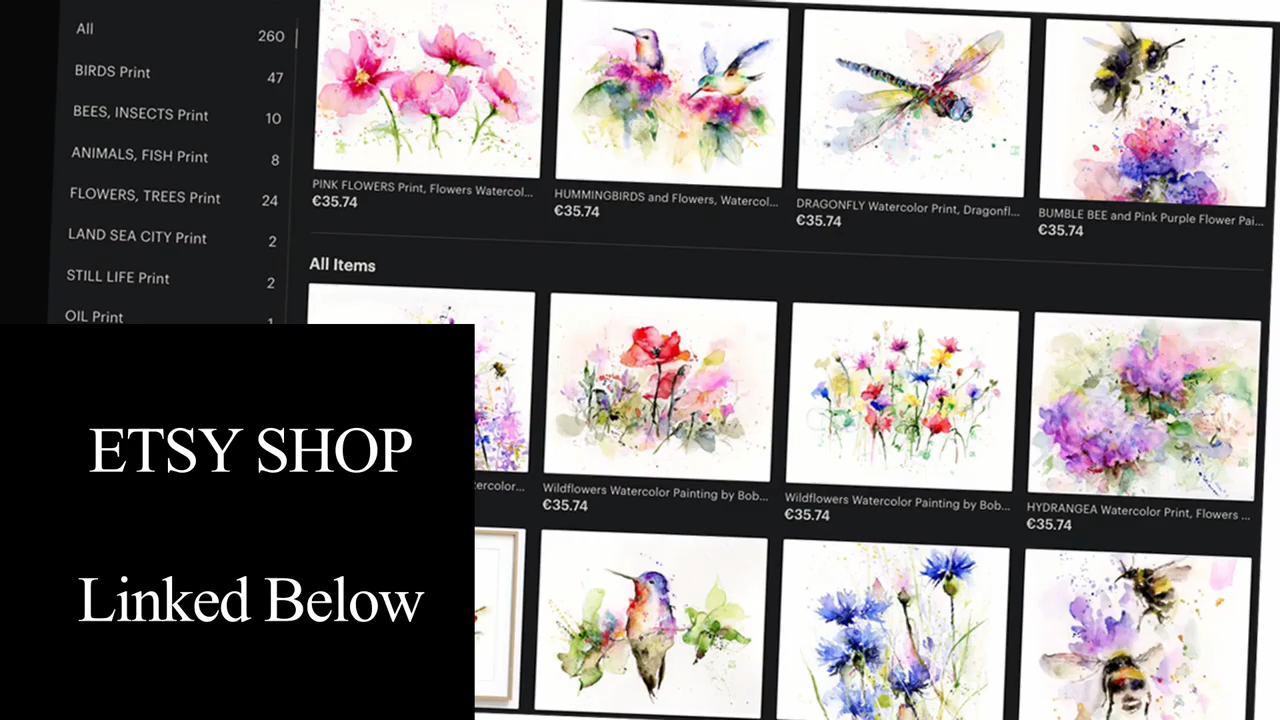 All 260
BIRDS Print 47
BEES, INSECTS Print 10
ANIMALS, FISH Print 8
FLOWERS, TREES Print 24
LAND SEA CITY Print 2
STILL LIFE Print 2
OIL Print 1
PINK FLOWERS Print, Flowers Watercol...
€35.74
HUMMINGBIRDS and Flowers, Watercol...
€35.74
DRAGONFLY Watercolor Print, Dragonfl...
€35.74
BUMBLE BEE and Pink Purple Flower Pai...
€35.74
All Items
tercolor...
Wildflowers Watercolor Painting by Bob...
€35.74
Wildflowers Watercolor Painting by Bob...
€35.74
HYDRANGEA Watercolor Print, Flowers ...
€35.74
ETSY SHOP
Linked Below